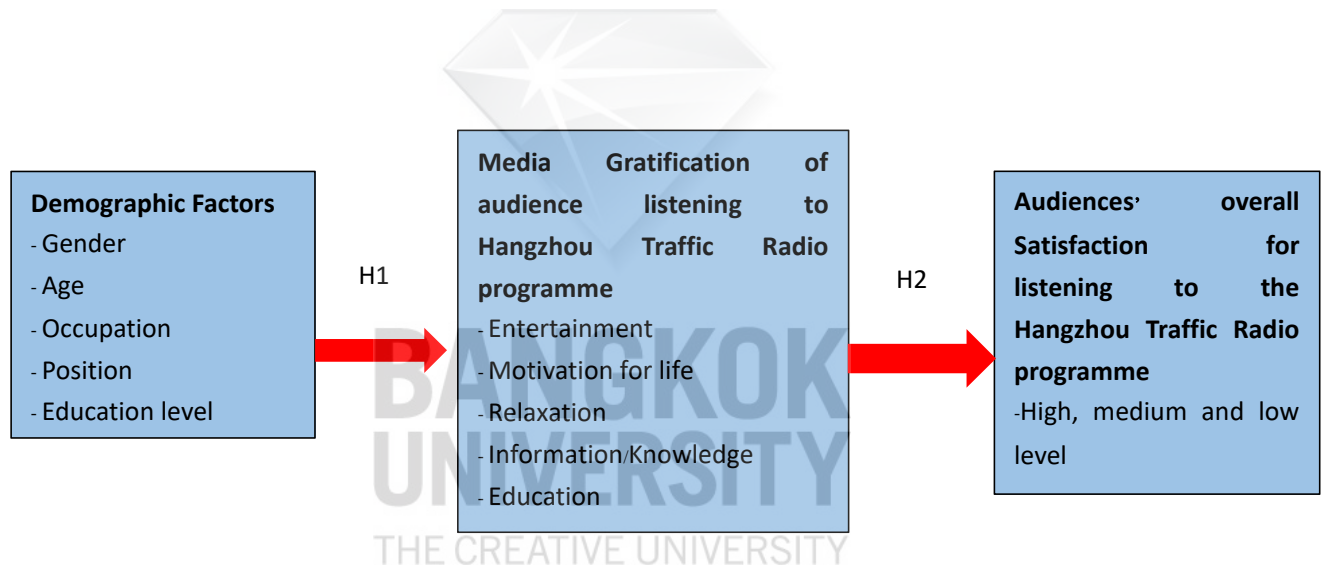 Demographic Factors
- Gender
- Age
- Occupation
- Position
- Education level
H1
Media Gratification of
audience listening to
Hangzhou Traffic Radio
programme
- Entertainment
- Motivation for life
- Relaxation
- Information/Knowledge
- Education
H2
Audiences' overall
Satisfaction for
listening to the
Hangzhou Traffic Radio
programme
-High, medium and low
level
BANGKOK
UNIVERSITY
THE CREATIVE UNIVERSITY